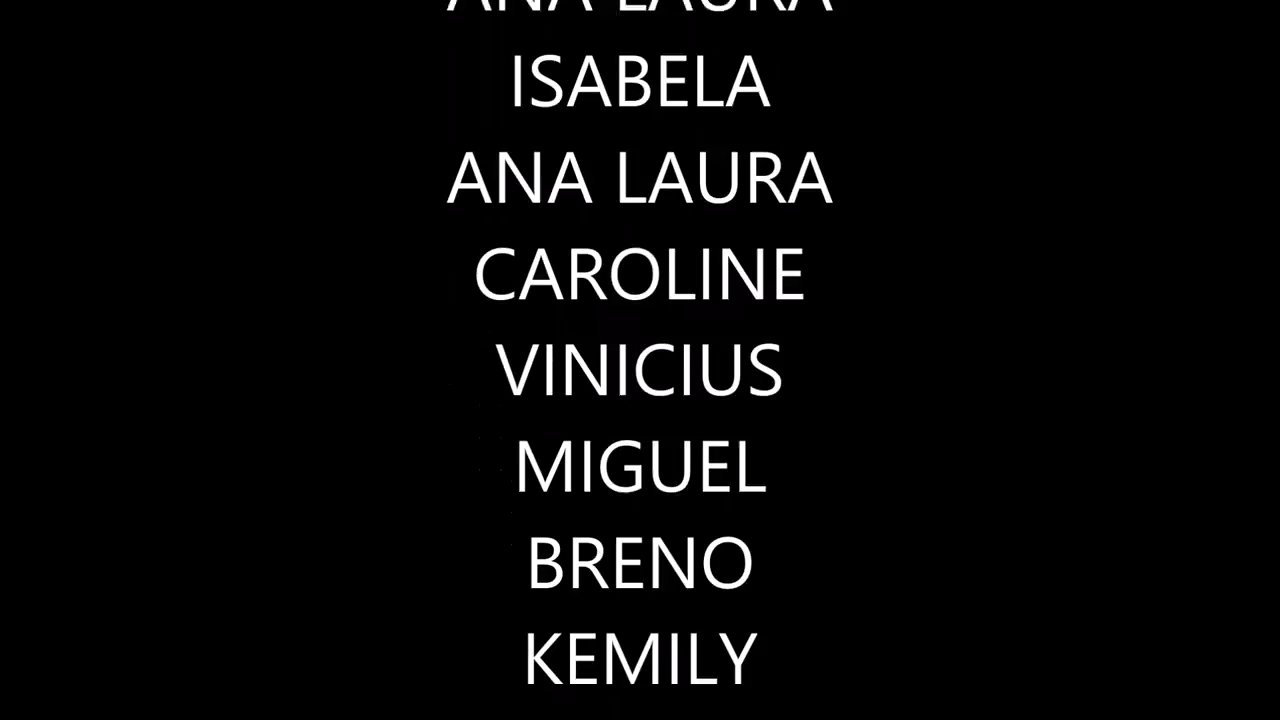 ANA LAURA
ISABELA
ANA LAURA
CAROLINE
VINICIUS
MIGUEL
BRENO
KEMILY